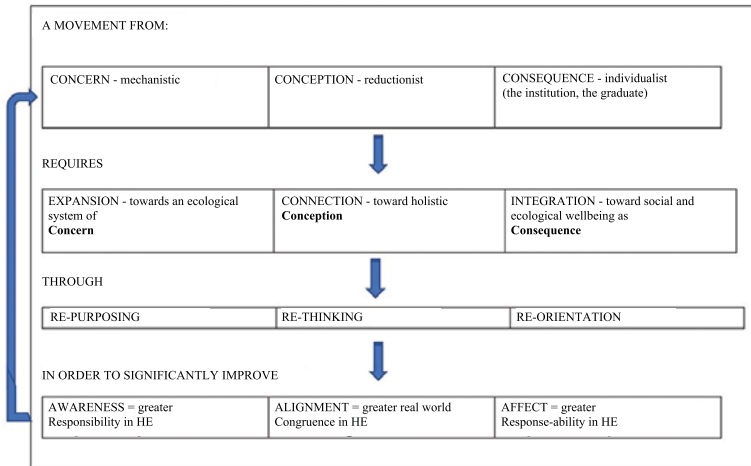 A MOVEMENT FROM:
CONCERN - mechanistic
CONCEPTION - reductionist
CONSEQUENCE - individualist
(the institution, the graduate)
REQUIRES
EXPANSION - towards an ecological
system of
Concern
CONNECTION - toward holistic
Conception
INTEGRATION - toward social and
ecological wellbeing as
Consequence
THROUGH
RE-PURPOSING
RE-THINKING
RE-ORIENTATION
IN ORDER TO SIGNIFICANTLY IMPROVE
AWARENESS = greater
Responsibility in HE
ALIGNMENT = greater real world
Congruence in HE
AFFECT = greater
Response-ability in HE